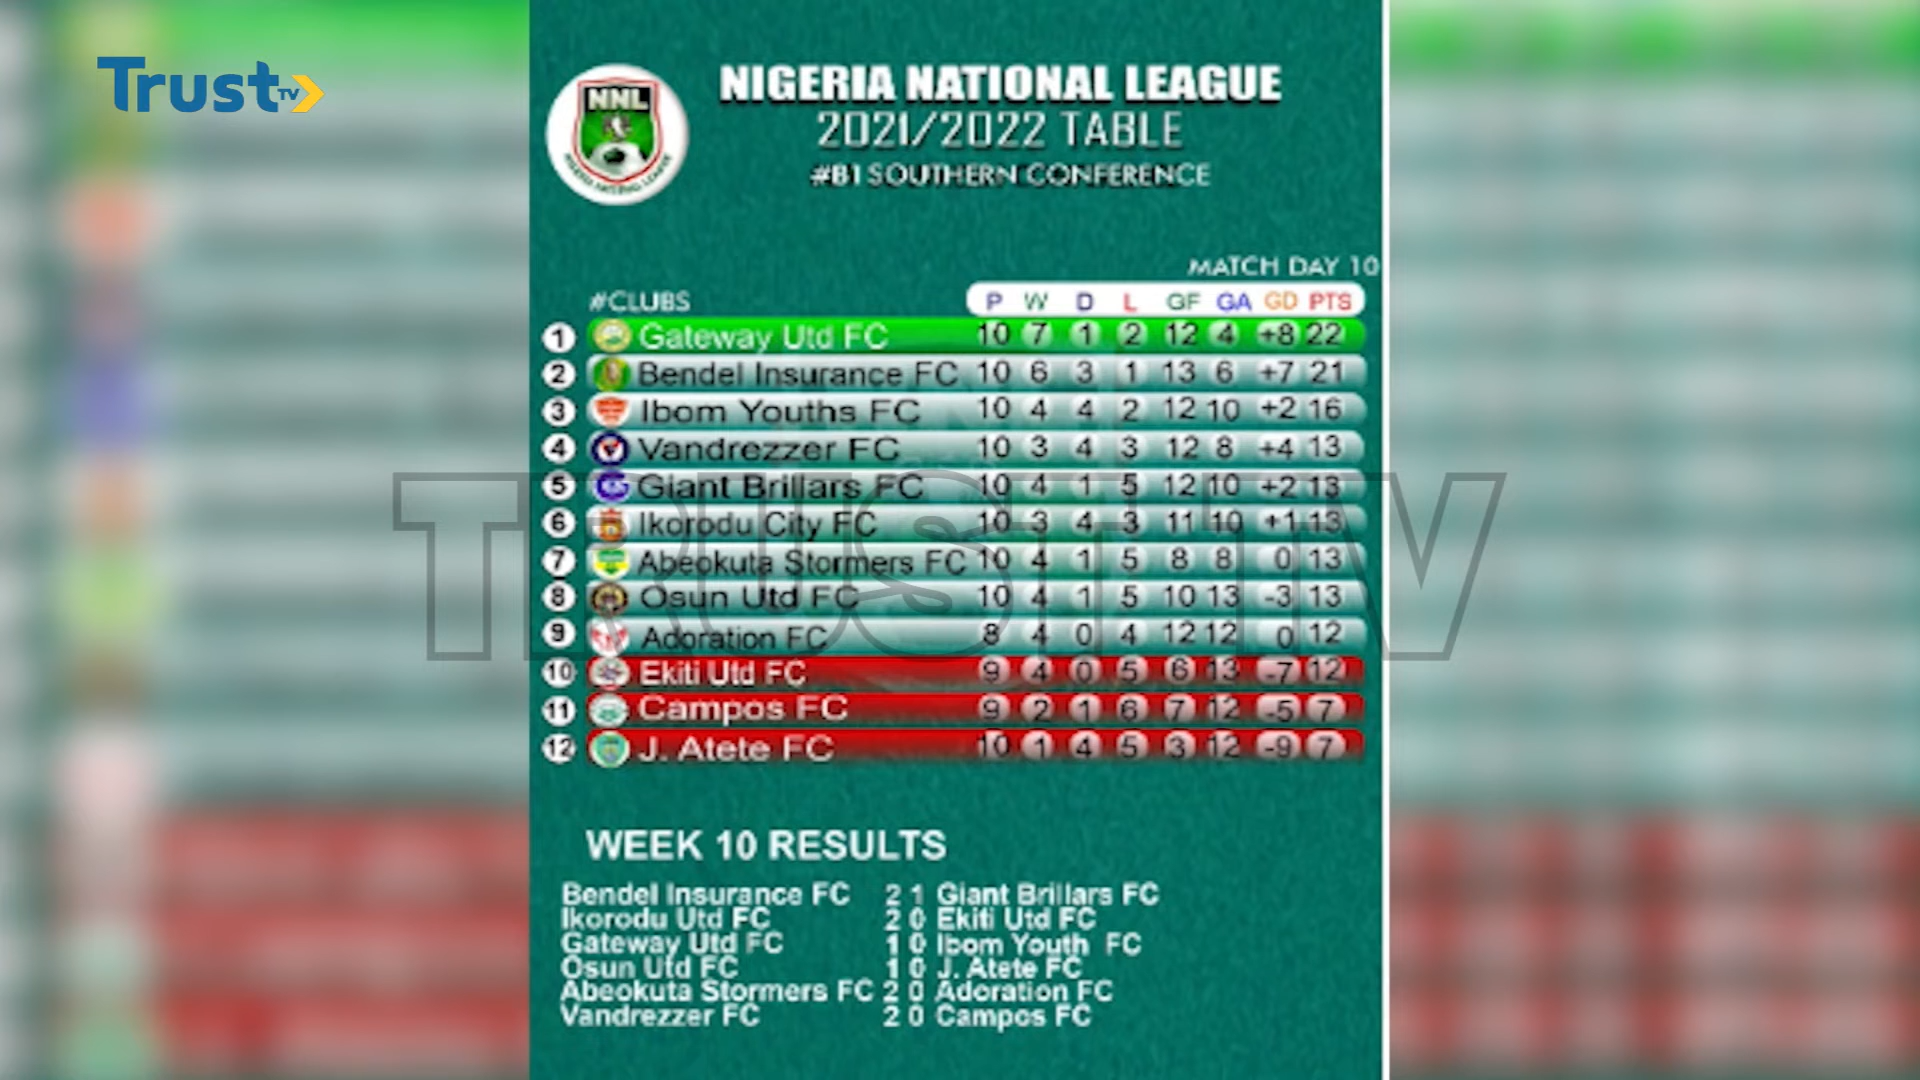 Trust TV
NNL
NIGERIA NATIONAL LEAGUE
NIGERIA NATIONAL LEAGUE
2021/2022 TABLE
#B1 SOUTHERN CONFERENCE
MATCH DAY 10
#CLUBS P W D L GF GA GD PTS
1 Gateway Utd FC 10 7 1 2 12 4 +8 22
2 Bendel Insurance FC 10 6 3 1 13 6 +7 21
3 Ibom Youths FC 10 4 4 2 12 10 +2 16
4 Vandrezzer FC 10 3 4 3 12 8 +4 13
5 Giant Brillars FC 10 4 1 5 12 10 +2 13
6 Ikorodu City FC 10 3 4 3 11 10 +1 13
7 Abeokuta Stormers FC 10 4 1 5 8 8 0 13
8 Osun Utd FC 10 4 1 5 10 13 -3 13
9 Adoration FC 8 4 0 4 12 12 0 12
10 Ekiti Utd FC 9 4 0 5 6 13 -7 12
11 Campos FC 9 2 1 6 7 12 -5 7
12 J. Atete FC 10 1 4 5 3 12 -9 7
TRUST TV
WEEK 10 RESULTS
Bendel Insurance FC 2 1 Giant Brillars FC
Ikorodu Utd FC 2 0 Ekiti Utd FC
Gateway Utd FC 1 0 Ibom Youth FC
Osun Utd FC 1 0 J. Atete FC
Abeokuta Stormers FC 2 0 Adoration FC
Vandrezzer FC 2 0 Campos FC